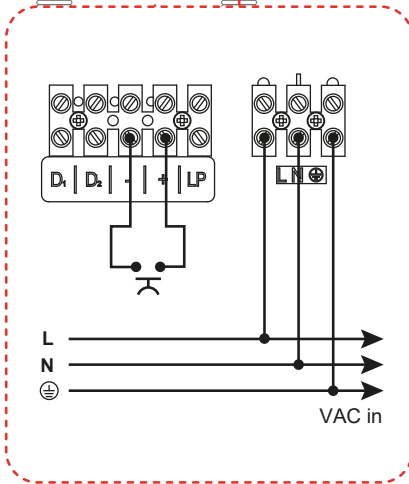 D₁ | D₂ | - | + | LP
L N ⏚
L
N
⏚
VAC in